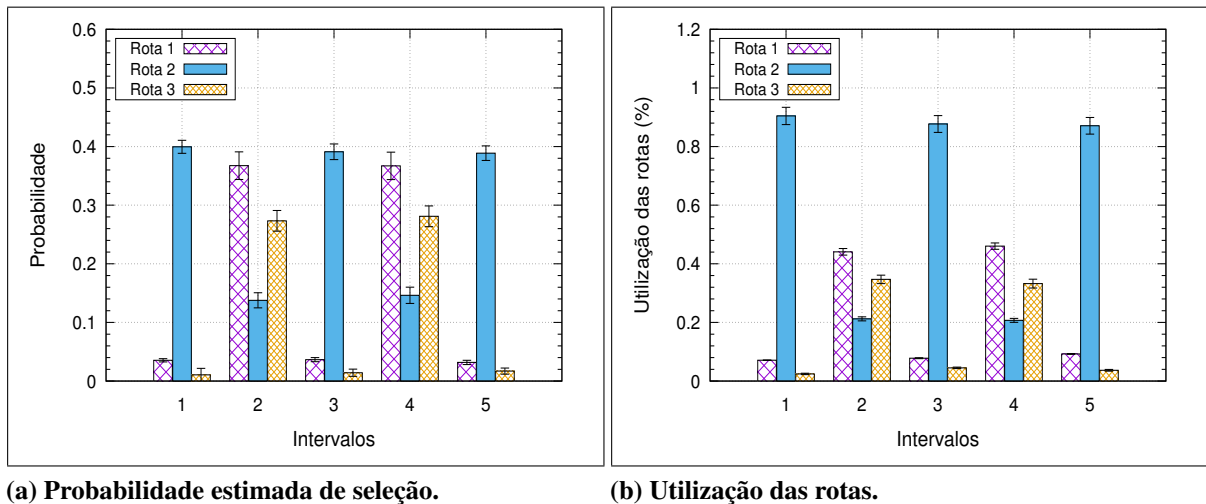 0.6
0.5
0.4
0.3
0.2
0.1
0
Probabilidade
Rota 1
Rota 2
Rota 3
1 2 3 4 5
Intervalos
1.2
1
0.8
0.6
0.4
0.2
0
Utilização das rotas (%)
Rota 1
Rota 2
Rota 3
1 2 3 4 5
Intervalos
(a) Probabilidade estimada de seleção.
(b) Utilização das rotas.